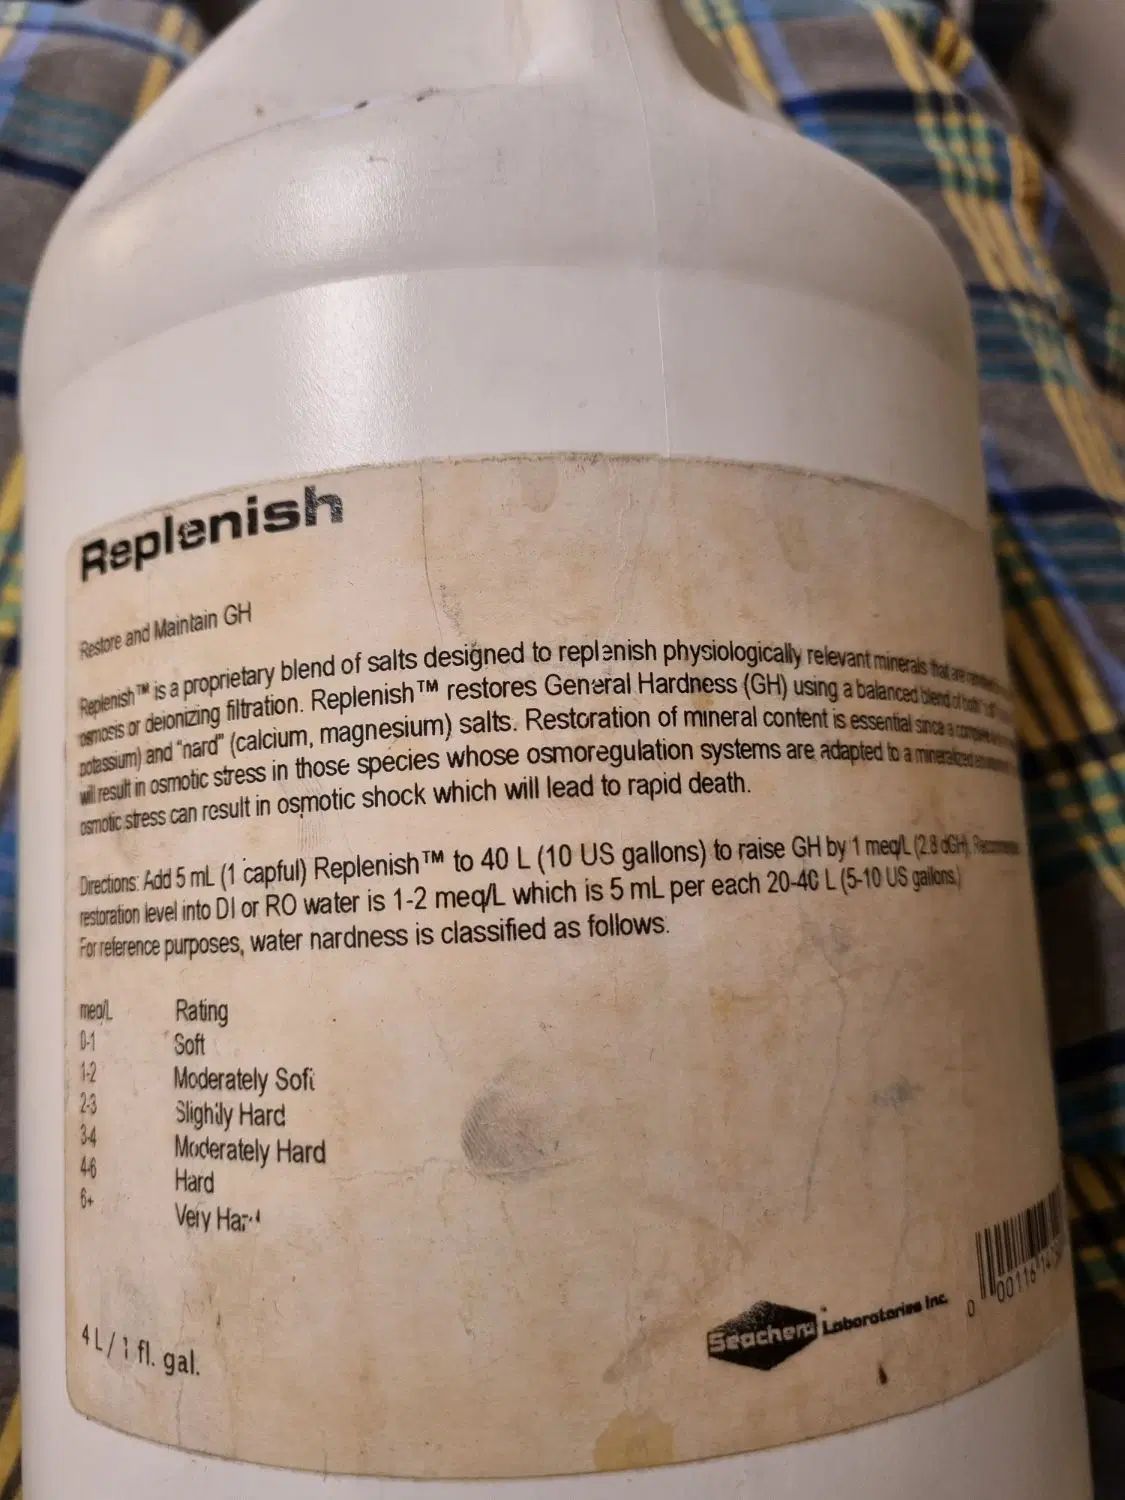 Replenish
Restore and Maintain GH
Replenish™ is a proprietary blend of salts designed to replenish physiologically relevant minerals that are
osmosis or deionizing filtration. Replenish™ restores General Hardness (GH) using a balanced blend of both
potassium) and "hard" (calcium, magnesium) salts. Restoration of mineral content is essential since a
will result in osmotic stress in those species whose osmoregulation systems are adapted to a mineralized
osmotic stress can result in osmotic shock which will lead to rapid death.
Directions: Add 5 mL (1 capful) Replenish™ to 40 L (10 US gallons) to raise GH by 1 meq/L (2.8 dGH).
restoration level into DI or RO water is 1-2 meq/L which is 5 mL per each 20-40 L (5-10 US gallons.)
For reference purposes, water hardness is classified as follows.
meq/L Rating
0-1 Soft
1-2 Moderately Soft
2-3 Slightly Hard
3-4 Moderately Hard
4-6 Hard
6+ Very Hard
4 L / 1 fl. gal.
Seachem Laboratories Inc.
0 00116